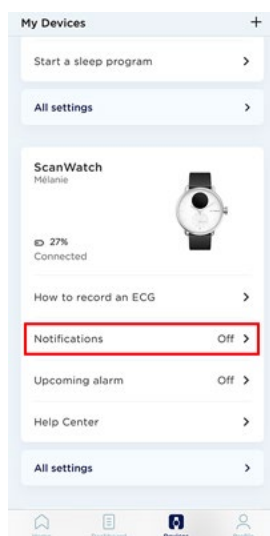 My Devices +
Start a sleep program >
All settings >
ScanWatch
Mélanie
27%
Connected
How to record an ECG >
Notifications Off >
Upcoming alarm Off >
Help Center >
All settings >